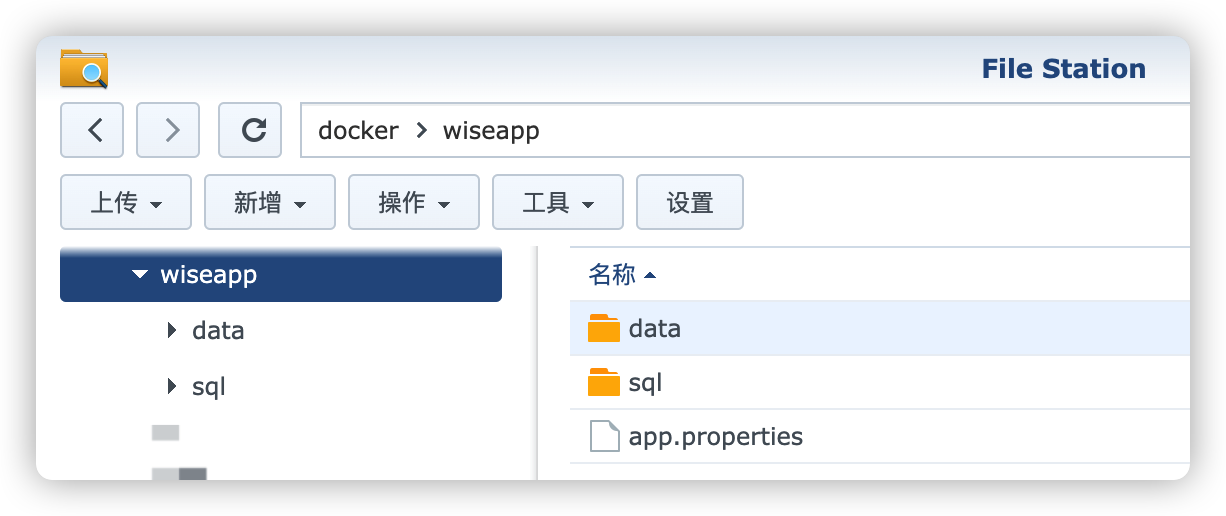 File Station
docker > wiseapp
上传 新增 操作 工具 设置
wiseapp
data
sql
名称
data
sql
app.properties